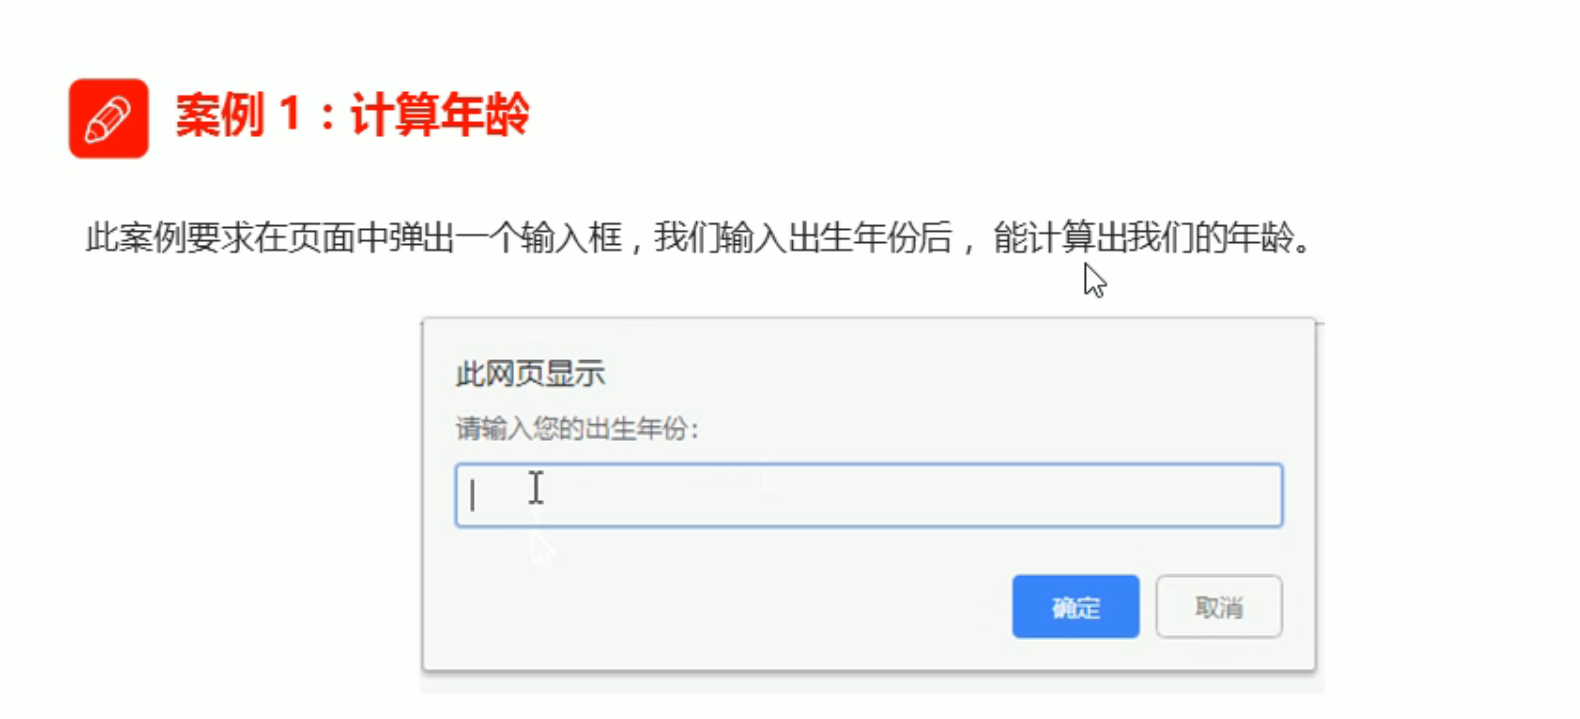 案例 1：计算年龄
此案例要求在页面中弹出一个输入框，我们输入出生年份后， 能计算出我们的年龄。
此网页显示
请输入您的出生年份：
确定 取消